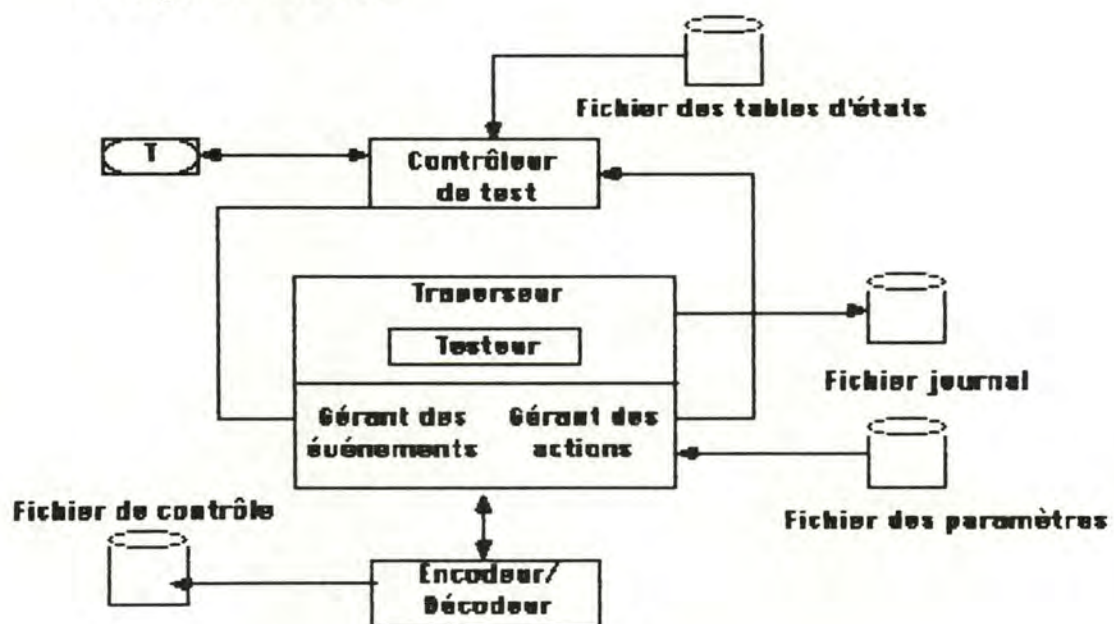 Fichier des tables d'états
T
Contrôleur
de test
Traverseur
Testeur
Fichier journal
Gérant des
événements
Gérant des
actions
Fichier de contrôle
Fichier des paramètres
Encodeur/
Décodeur